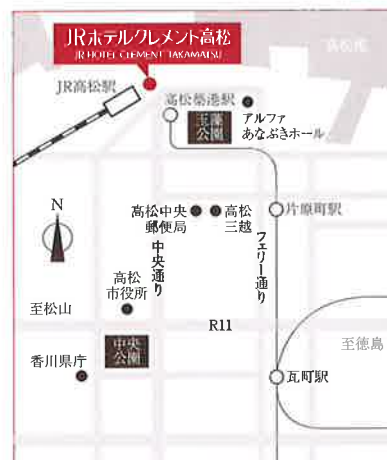 JRホテルクレメント高松
JR HOTEL CLEMENT TAKAMATSU
高松港
JR高松駅
高松築港駅
玉藻
公園
アルファ
あなぶきホール
N
高松中央
郵便局
高松
三越
片原町駅
中央通り
フェリー通り
高松
市役所
至松山
R11
至徳島
中央
公園
香川県庁
瓦町駅